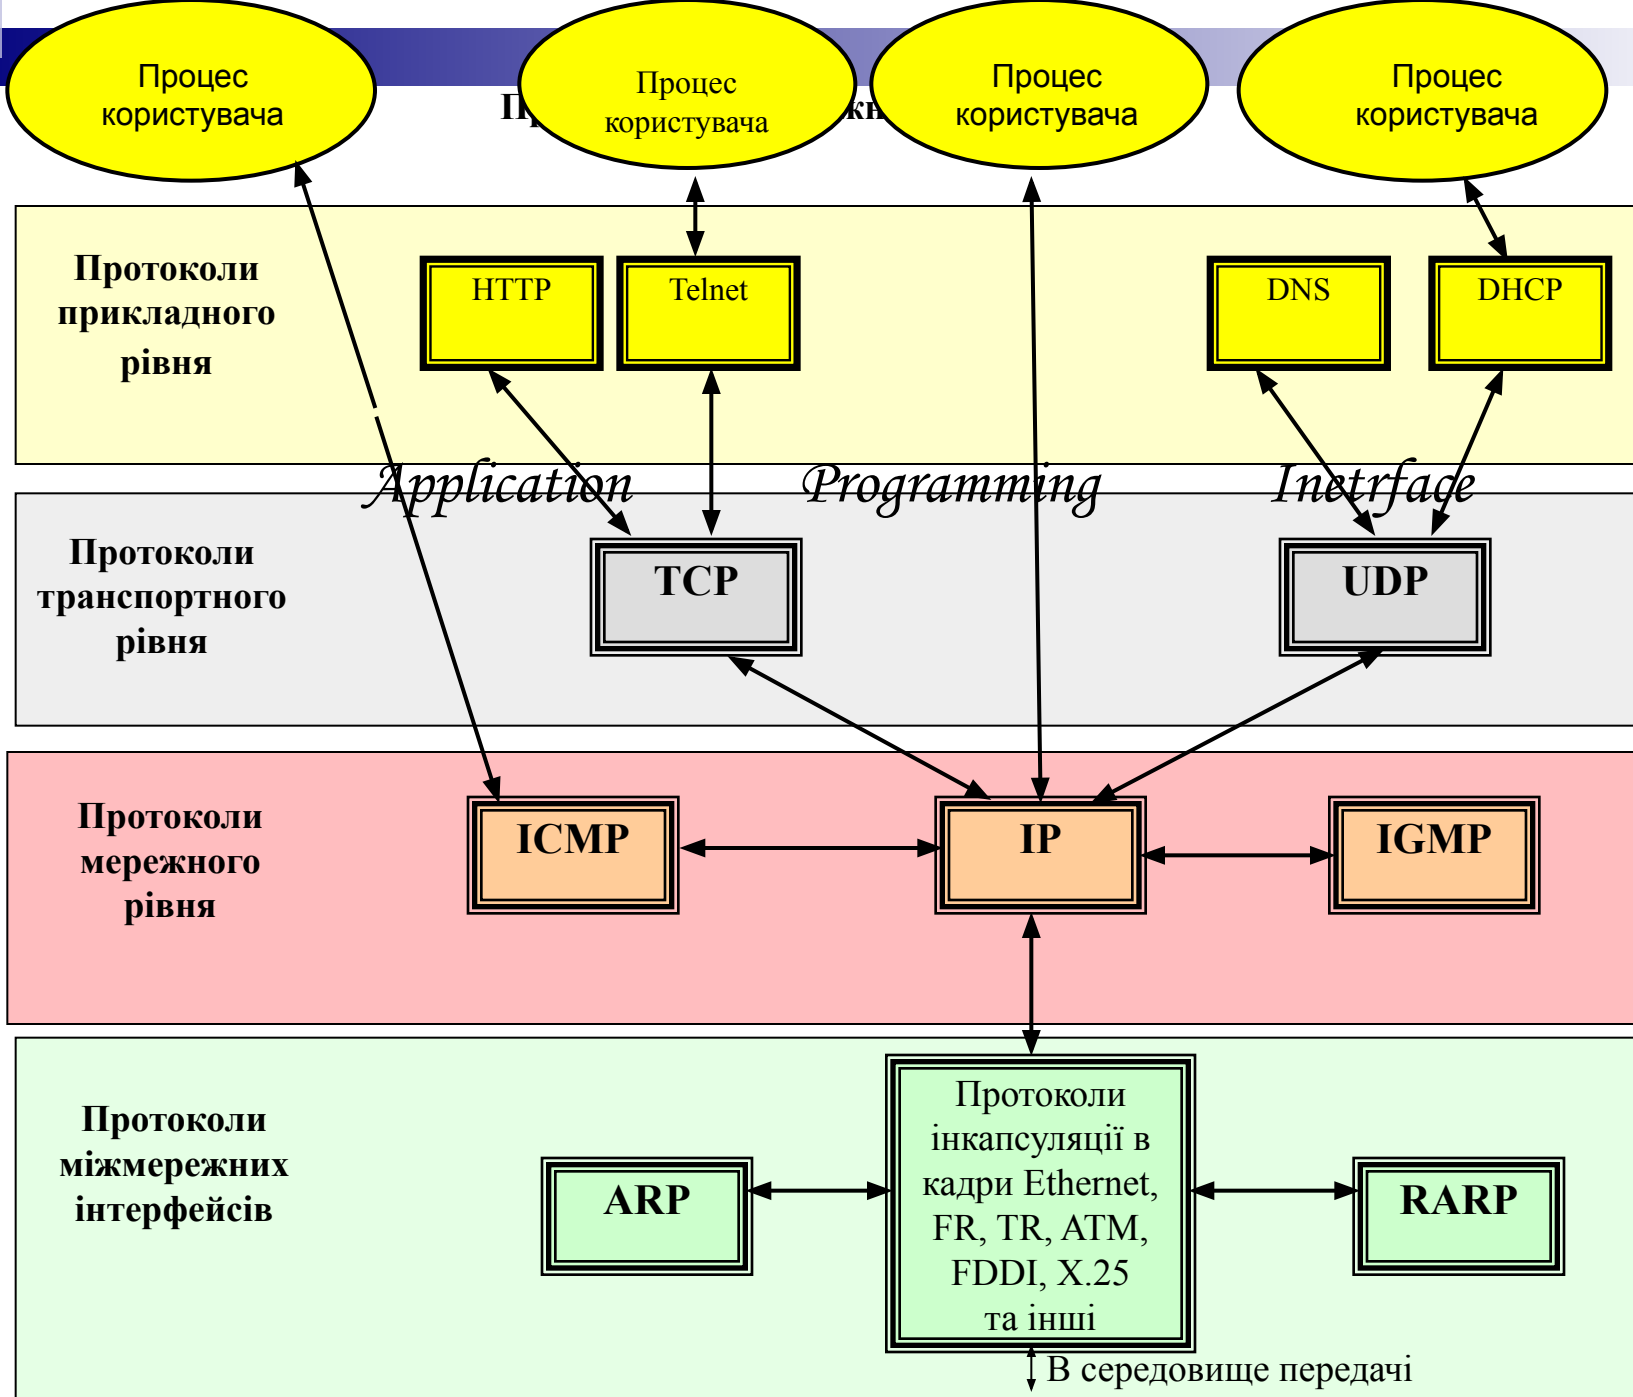 Процес
користувача
Процес
користувача
Процес
користувача
Процес
користувача
Протоколи
прикладного
рівня
HTTP
Telnet
DNS
DHCP
Application Programming Inetrface
Протоколи
транспортного
рівня
TCP
UDP
Протоколи
мережного
рівня
ICMP
IP
IGMP
Протоколи
міжмережних
інтерфейсів
ARP
Протоколи
інкапсуляції в
кадри Ethernet,
FR, TR, ATM,
FDDI, X.25
та інші
RARP
В середовище передачі